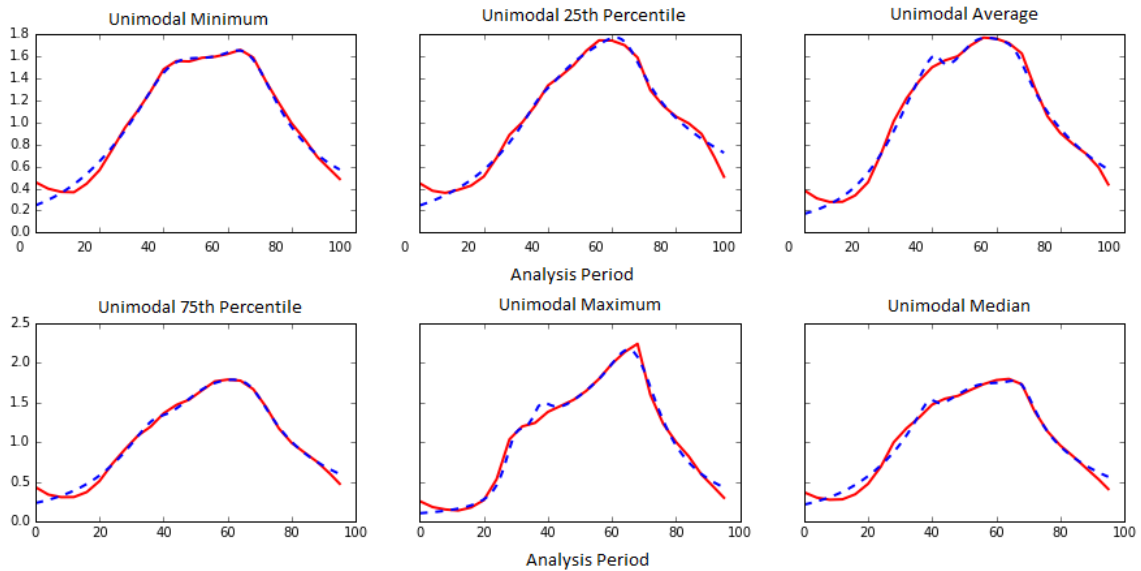 Unimodal Minimum
Unimodal 25th Percentile
Unimodal Average
1.8
1.6
1.4
1.2
1.0
0.8
0.6
0.4
0.2
0.0
0 20 40 60 80 100
0 20 40 60 80 100
0 20 40 60 80 100
Analysis Period
Unimodal 75th Percentile
Unimodal Maximum
Unimodal Median
2.5
2.0
1.5
1.0
0.5
0.0
0 20 40 60 80 100
0 20 40 60 80 100
0 20 40 60 80 100
Analysis Period